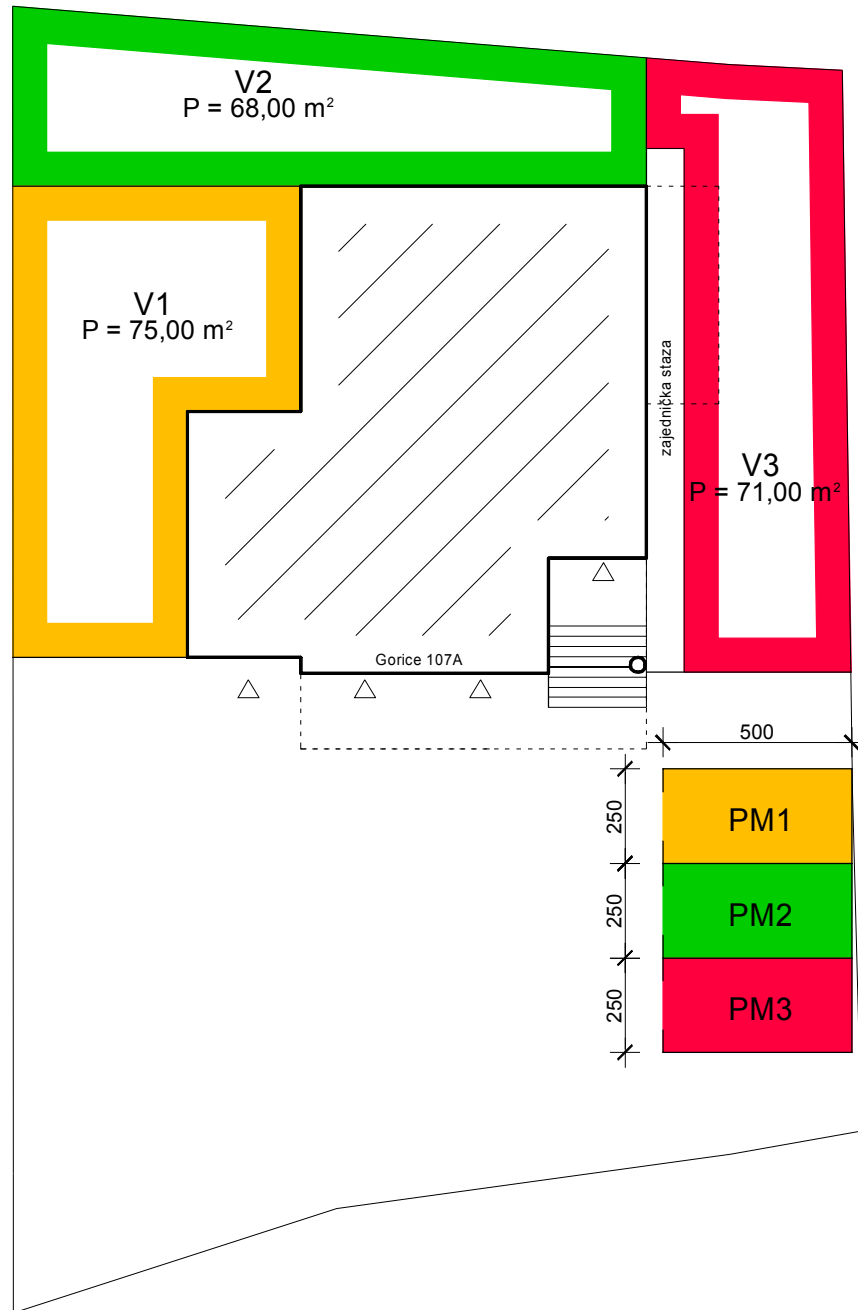 V2
P = 68,00 m²
V1
P = 75,00 m²
zajednička staza
V3
P = 71,00 m²
Gorice 107A
500
250
PM1
250
PM2
250
PM3